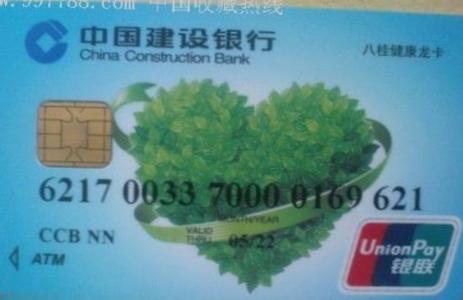 www.997788.com 中国收藏热线
中国建设银行
China Construction Bank
八桂健康龙卡
6217 0033 7000 0169 621
MONTH/YEAR
VALID THRU 05/22
CCB NN
ATM
UnionPay
银联